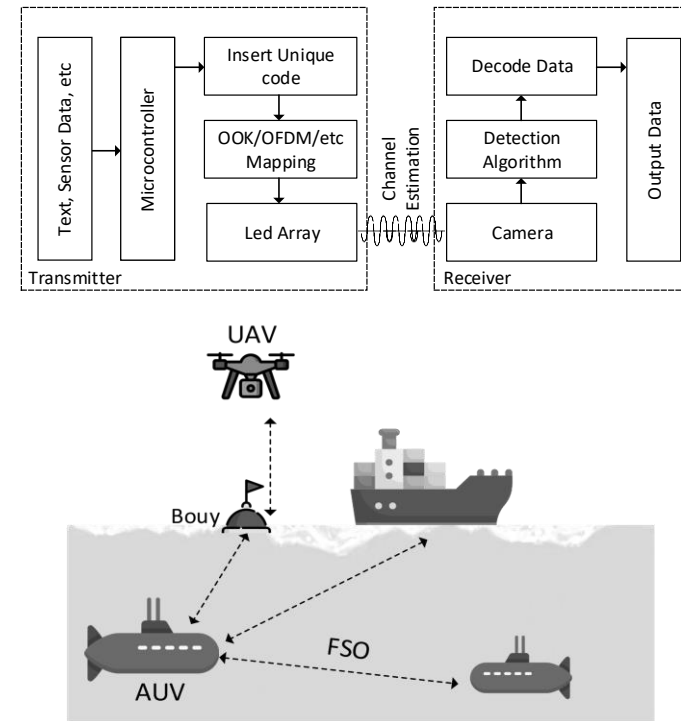 Text, Sensor Data, etc
Microcontroller
Insert Unique
code
OOK/OFDM/etc
Mapping
Led Array
Transmitter
Channel
Estimation
Decode Data
Detection
Algorithm
Camera
Output Data
Receiver
UAV
Bouy
FSO
AUV